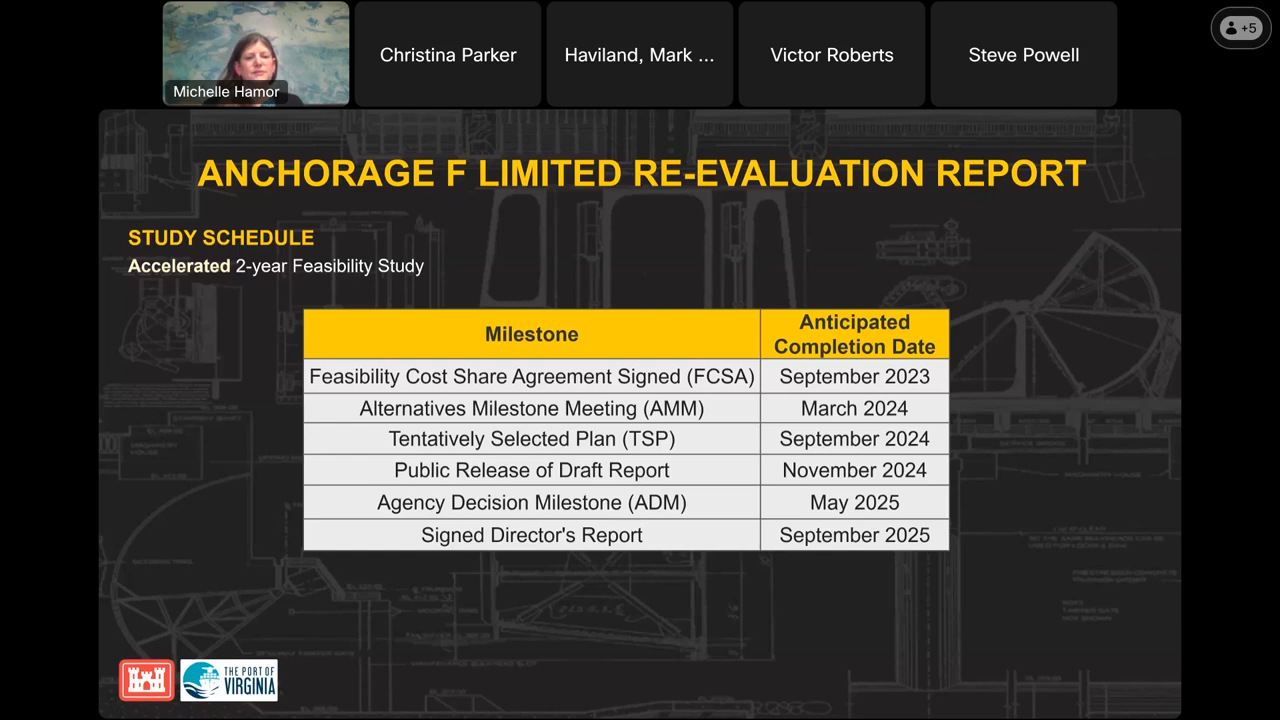 Michelle Hamor
Christina Parker
Haviland, Mark ...
Victor Roberts
Steve Powell
+5
ANCHORAGE F LIMITED RE-EVALUATION REPORT
STUDY SCHEDULE
Accelerated 2-year Feasibility Study
Milestone
Anticipated
Completion Date
Feasibility Cost Share Agreement Signed (FCSA)
September 2023
Alternatives Milestone Meeting (AMM)
March 2024
Tentatively Selected Plan (TSP)
September 2024
Public Release of Draft Report
November 2024
Agency Decision Milestone (ADM)
May 2025
Signed Director's Report
September 2025
THE PORT OF
VIRGINIA